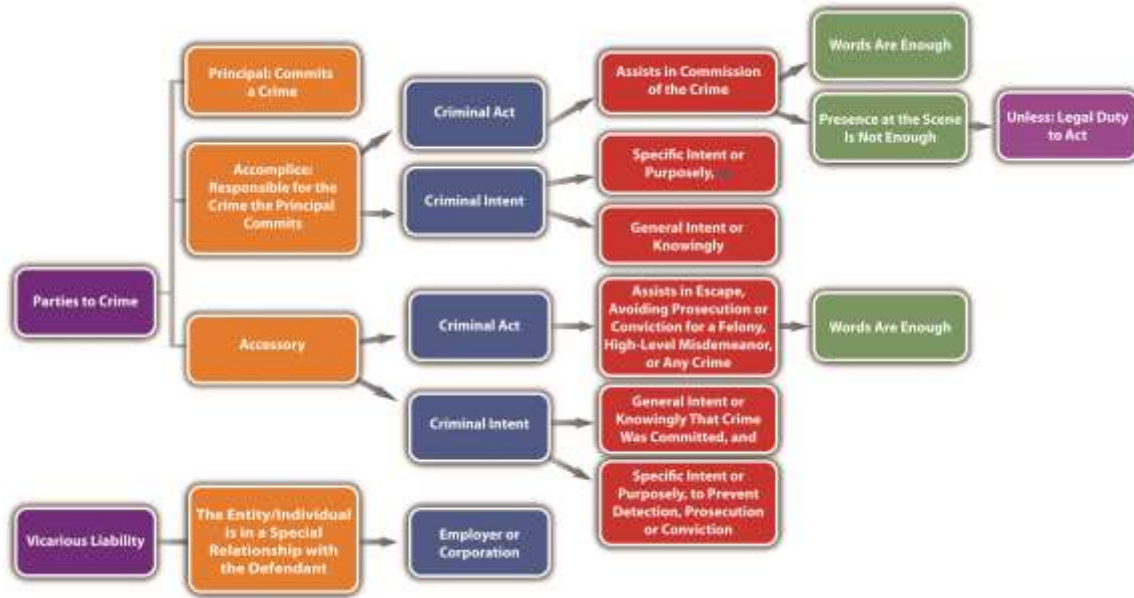 Parties to Crime
Principal: Commits
a Crime
Accomplice:
Responsible for the
Crime the Principal
Commits
Criminal Act
Assists in Commission
of the Crime
Words Are Enough
Presence at the Scene
Is Not Enough
Unless: Legal Duty
to Act
Criminal Intent
Specific Intent or
Purposely,
General Intent or
Knowingly
Accessory
Criminal Act
Assists in Escape,
Avoiding Prosecution or
Conviction for a Felony,
High-Level Misdemeanor,
or Any Crime
Words Are Enough
Criminal Intent
General Intent or
Knowingly That Crime
Was Committed, and
Specific Intent or
Purposely, to Prevent
Detection, Prosecution
or Conviction
Vicarious Liability
The Entity/Individual
is in a Special
Relationship with
the Defendant
Employer or
Corporation